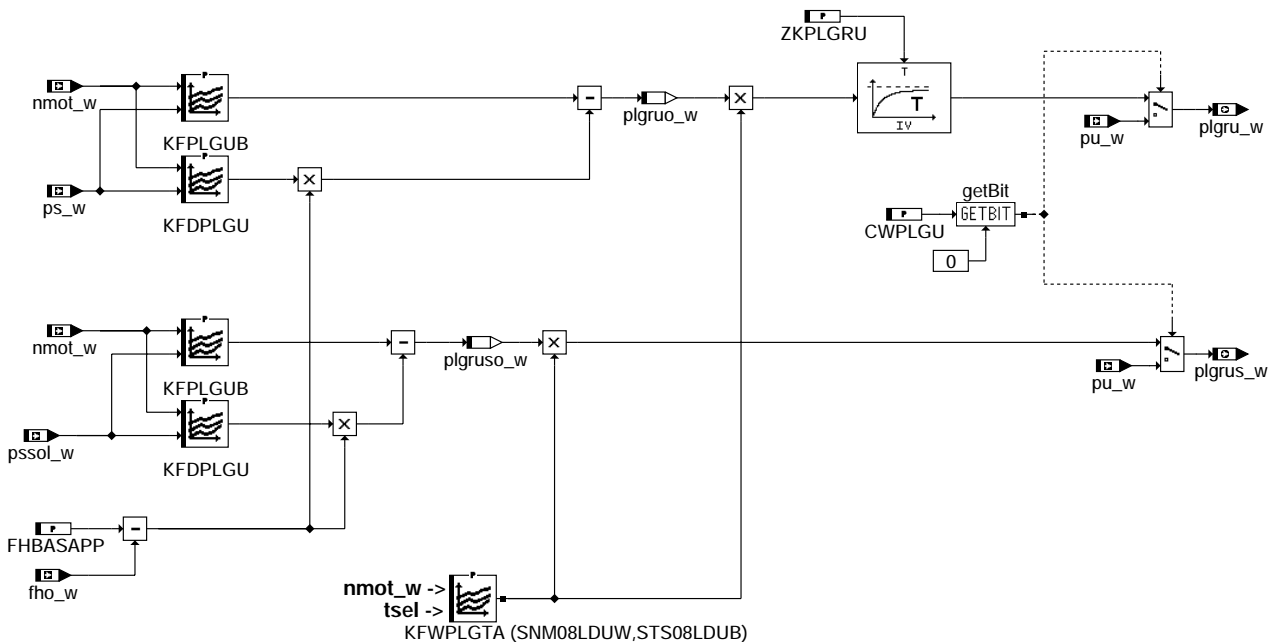 P
ZKPLGRU
P
nmot_w
KFPLGUB
plgruo_w
T
T
IV
pu_w
plgru_w
ps_w
KFDPLGU
getBit
P
GETBIT
CWPLGU
0
P
nmot_w
KFPLGUB
plgruso_w
pu_w
plgrus_w
pssol_w
KFDPLGU
P
FHBASAPP
fho_w
P
nmot_w ->
tsel ->
KFWPLGTA (SNM08LDUW,STS08LDUB)